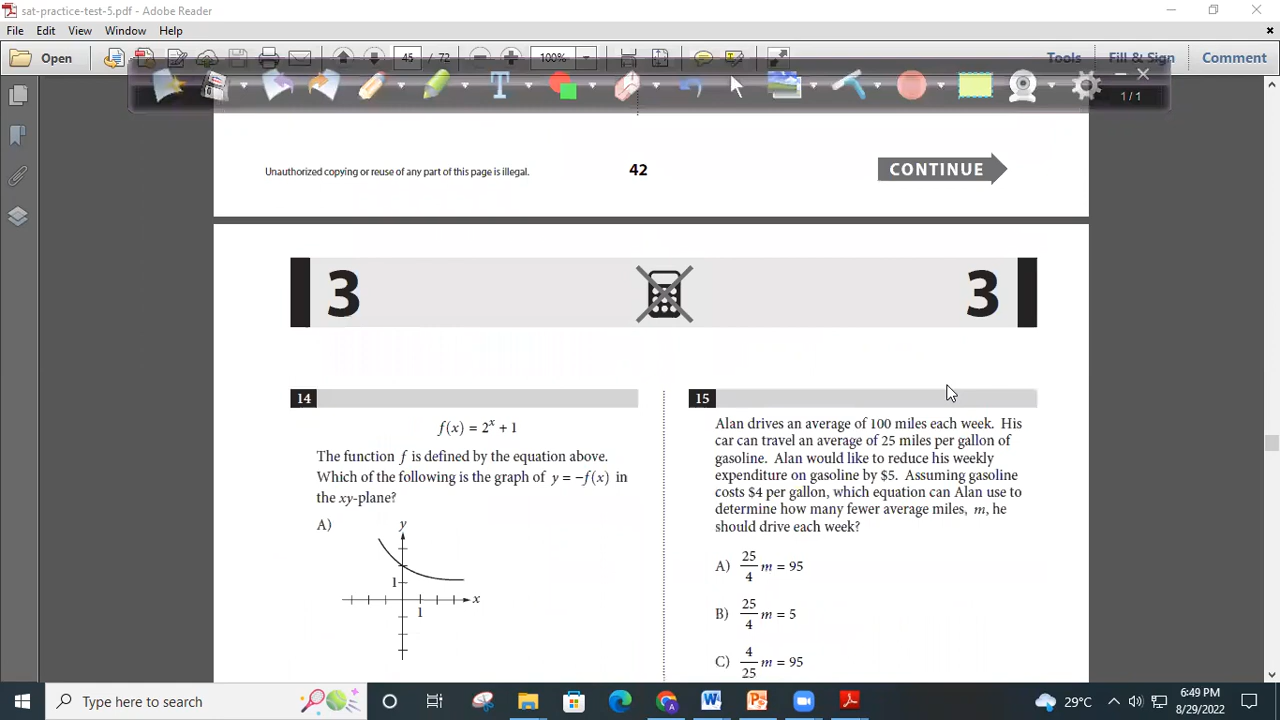 sat-practice-test-5.pdf - Adobe Reader
File Edit View Window Help
Open 45 / 72 100% Tools Fill & Sign Comment
1 / 1
Unauthorized copying or reuse of any part of this page is illegal. 42 CONTINUE
3 3
14
f(x) = 2ˣ + 1
The function f is defined by the equation above.
Which of the following is the graph of y = −f(x) in
the xy-plane?
A)
y
1
x
1
15
Alan drives an average of 100 miles each week. His
car can travel an average of 25 miles per gallon of
gasoline. Alan would like to reduce his weekly
expenditure on gasoline by $5. Assuming gasoline
costs $4 per gallon, which equation can Alan use to
determine how many fewer average miles, m, he
should drive each week?
A) 25/4 m = 95
B) 25/4 m = 5
C) 4/25 m = 95
Type here to search
29°C
6:49 PM
8/29/2022